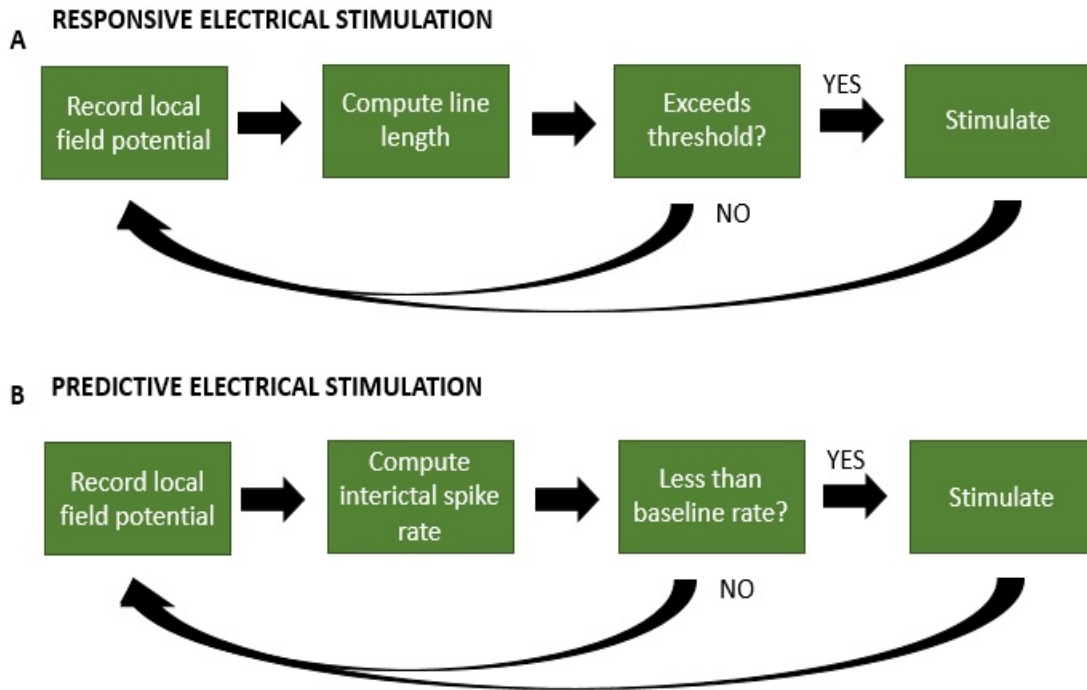 A
RESPONSIVE ELECTRICAL STIMULATION
Record local
field potential
Compute line
length
Exceeds
threshold?
YES
Stimulate
NO
B
PREDICTIVE ELECTRICAL STIMULATION
Record local
field potential
Compute
interictal spike
rate
Less than
baseline rate?
YES
Stimulate
NO